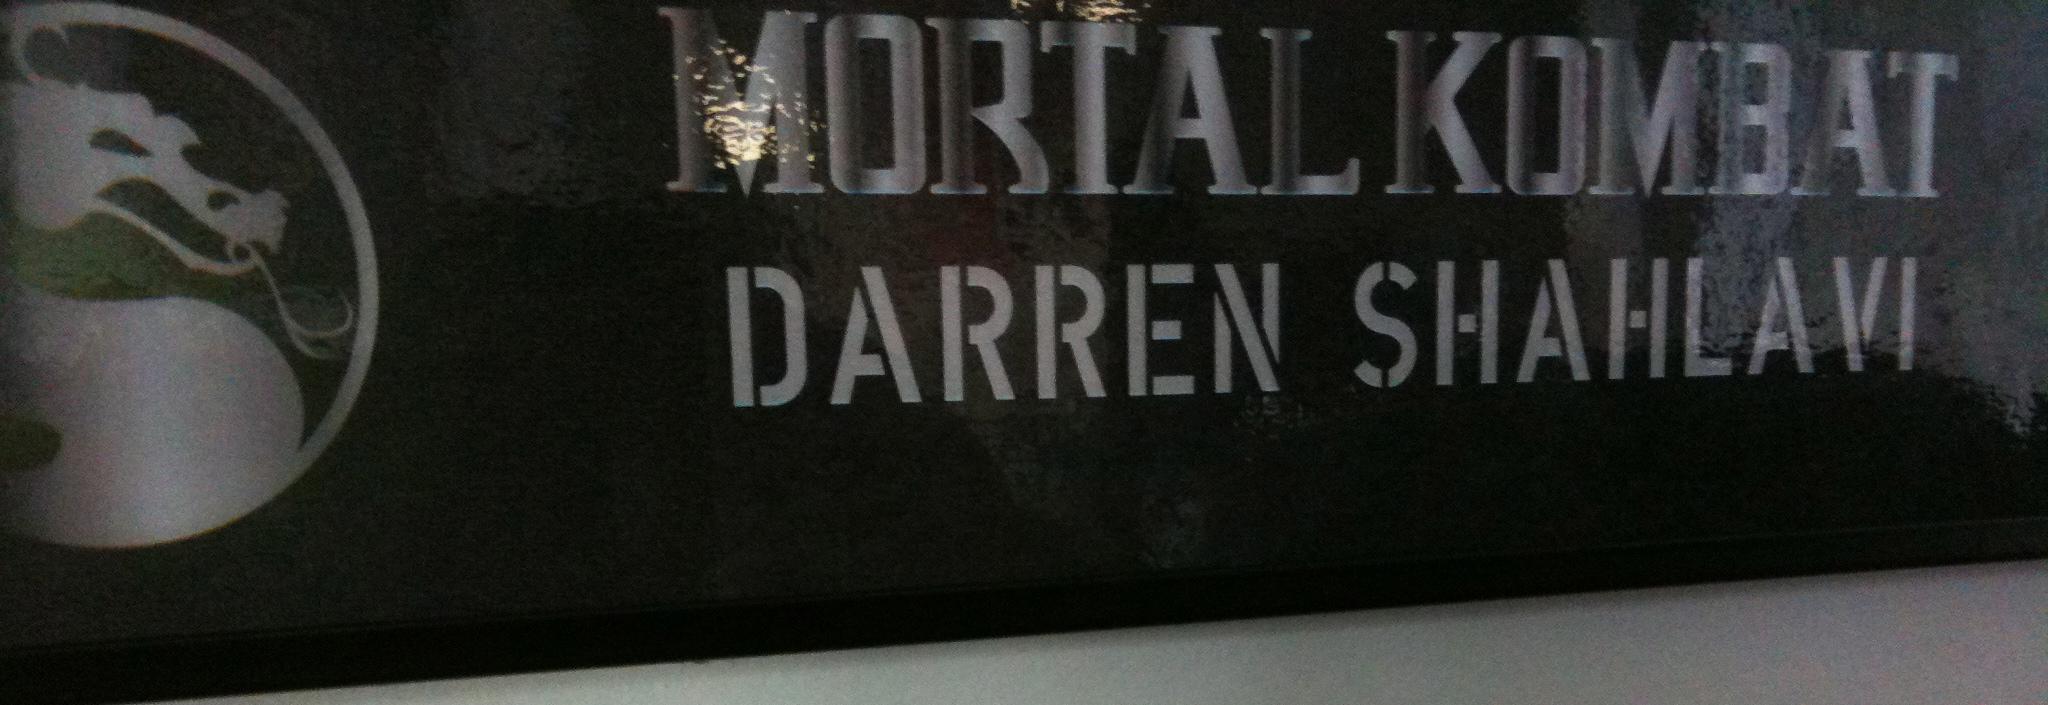 MORTAL KOMBAT
DARREN SHAHLAVI